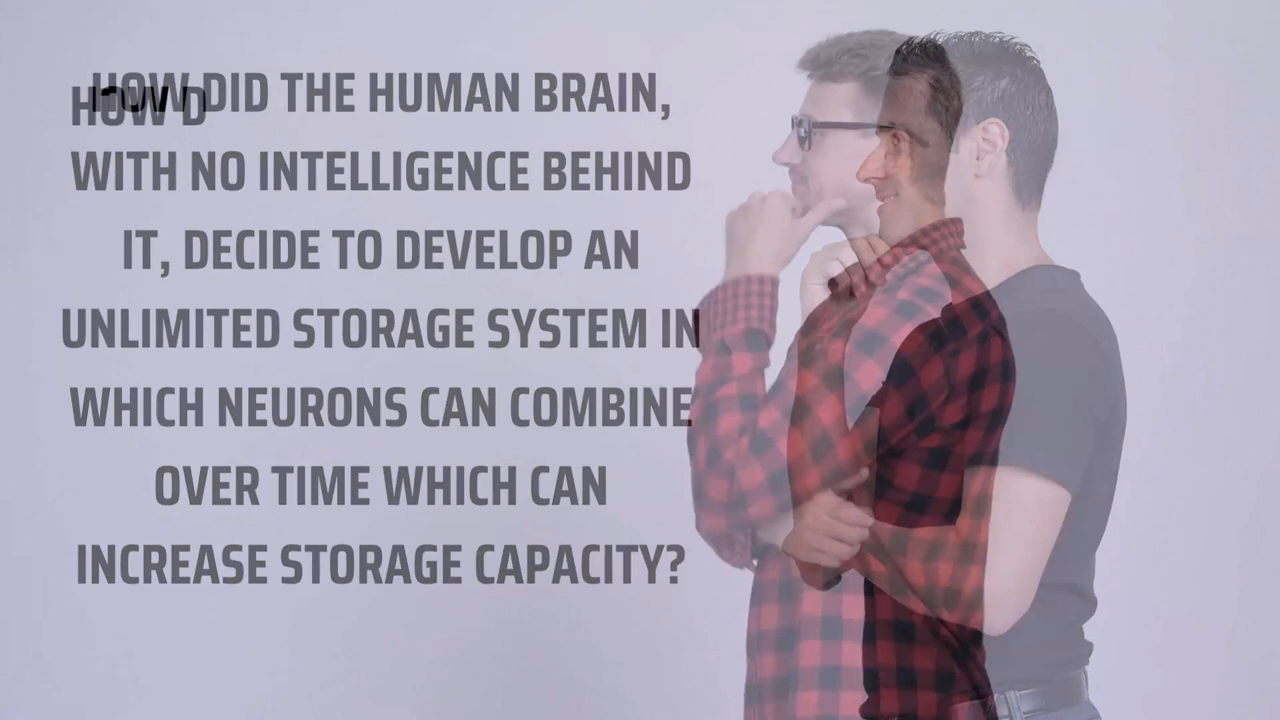 HOW DID THE HUMAN BRAIN,
HOW D
WITH NO INTELLIGENCE BEHIND
IT, DECIDE TO DEVELOP AN
UNLIMITED STORAGE SYSTEM IN
WHICH NEURONS CAN COMBINE
OVER TIME WHICH CAN
INCREASE STORAGE CAPACITY?